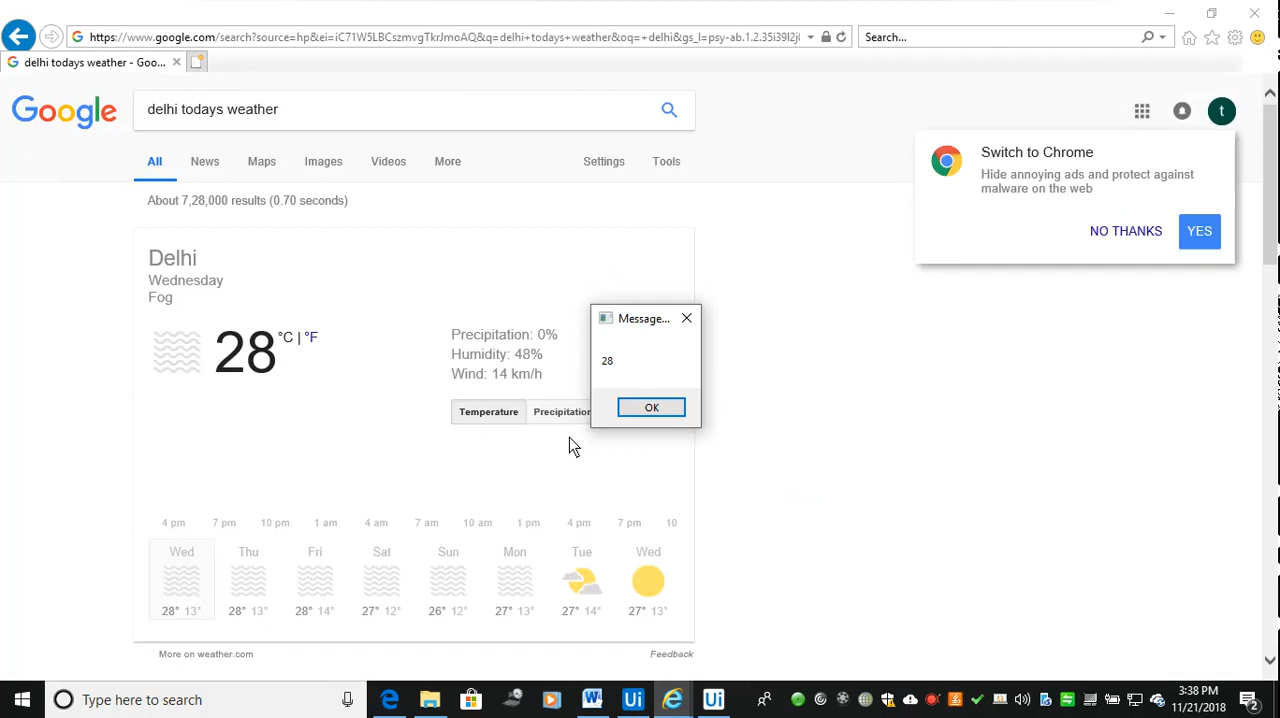 https://www.google.com/search?source=hp&ei=iC71W5LBCszmvgTkrJmoAQ&q=delhi+todays+weather&oq=+delhi&gs_l=psy-ab.1.2.35i39l2j0
Search...
delhi todays weather - Goo...
Google
delhi todays weather
t
All News Maps Images Videos More Settings Tools
Switch to Chrome
Hide annoying ads and protect against
malware on the web
NO THANKS YES
About 7,28,000 results (0.70 seconds)
Delhi
Wednesday
Fog
28 °C | °F
Precipitation: 0%
Humidity: 48%
Wind: 14 km/h
Temperature Precipitation
Message...
28
OK
4 pm 7 pm 10 pm 1 am 4 am 7 am 10 am 1 pm 4 pm 7 pm 10
Wed Thu Fri Sat Sun Mon Tue Wed
28° 13° 28° 13° 28° 14° 27° 12° 26° 12° 27° 13° 27° 14° 27° 13°
More on weather.com Feedback
Type here to search
Ui Ui
3:38 PM
11/21/2018
2